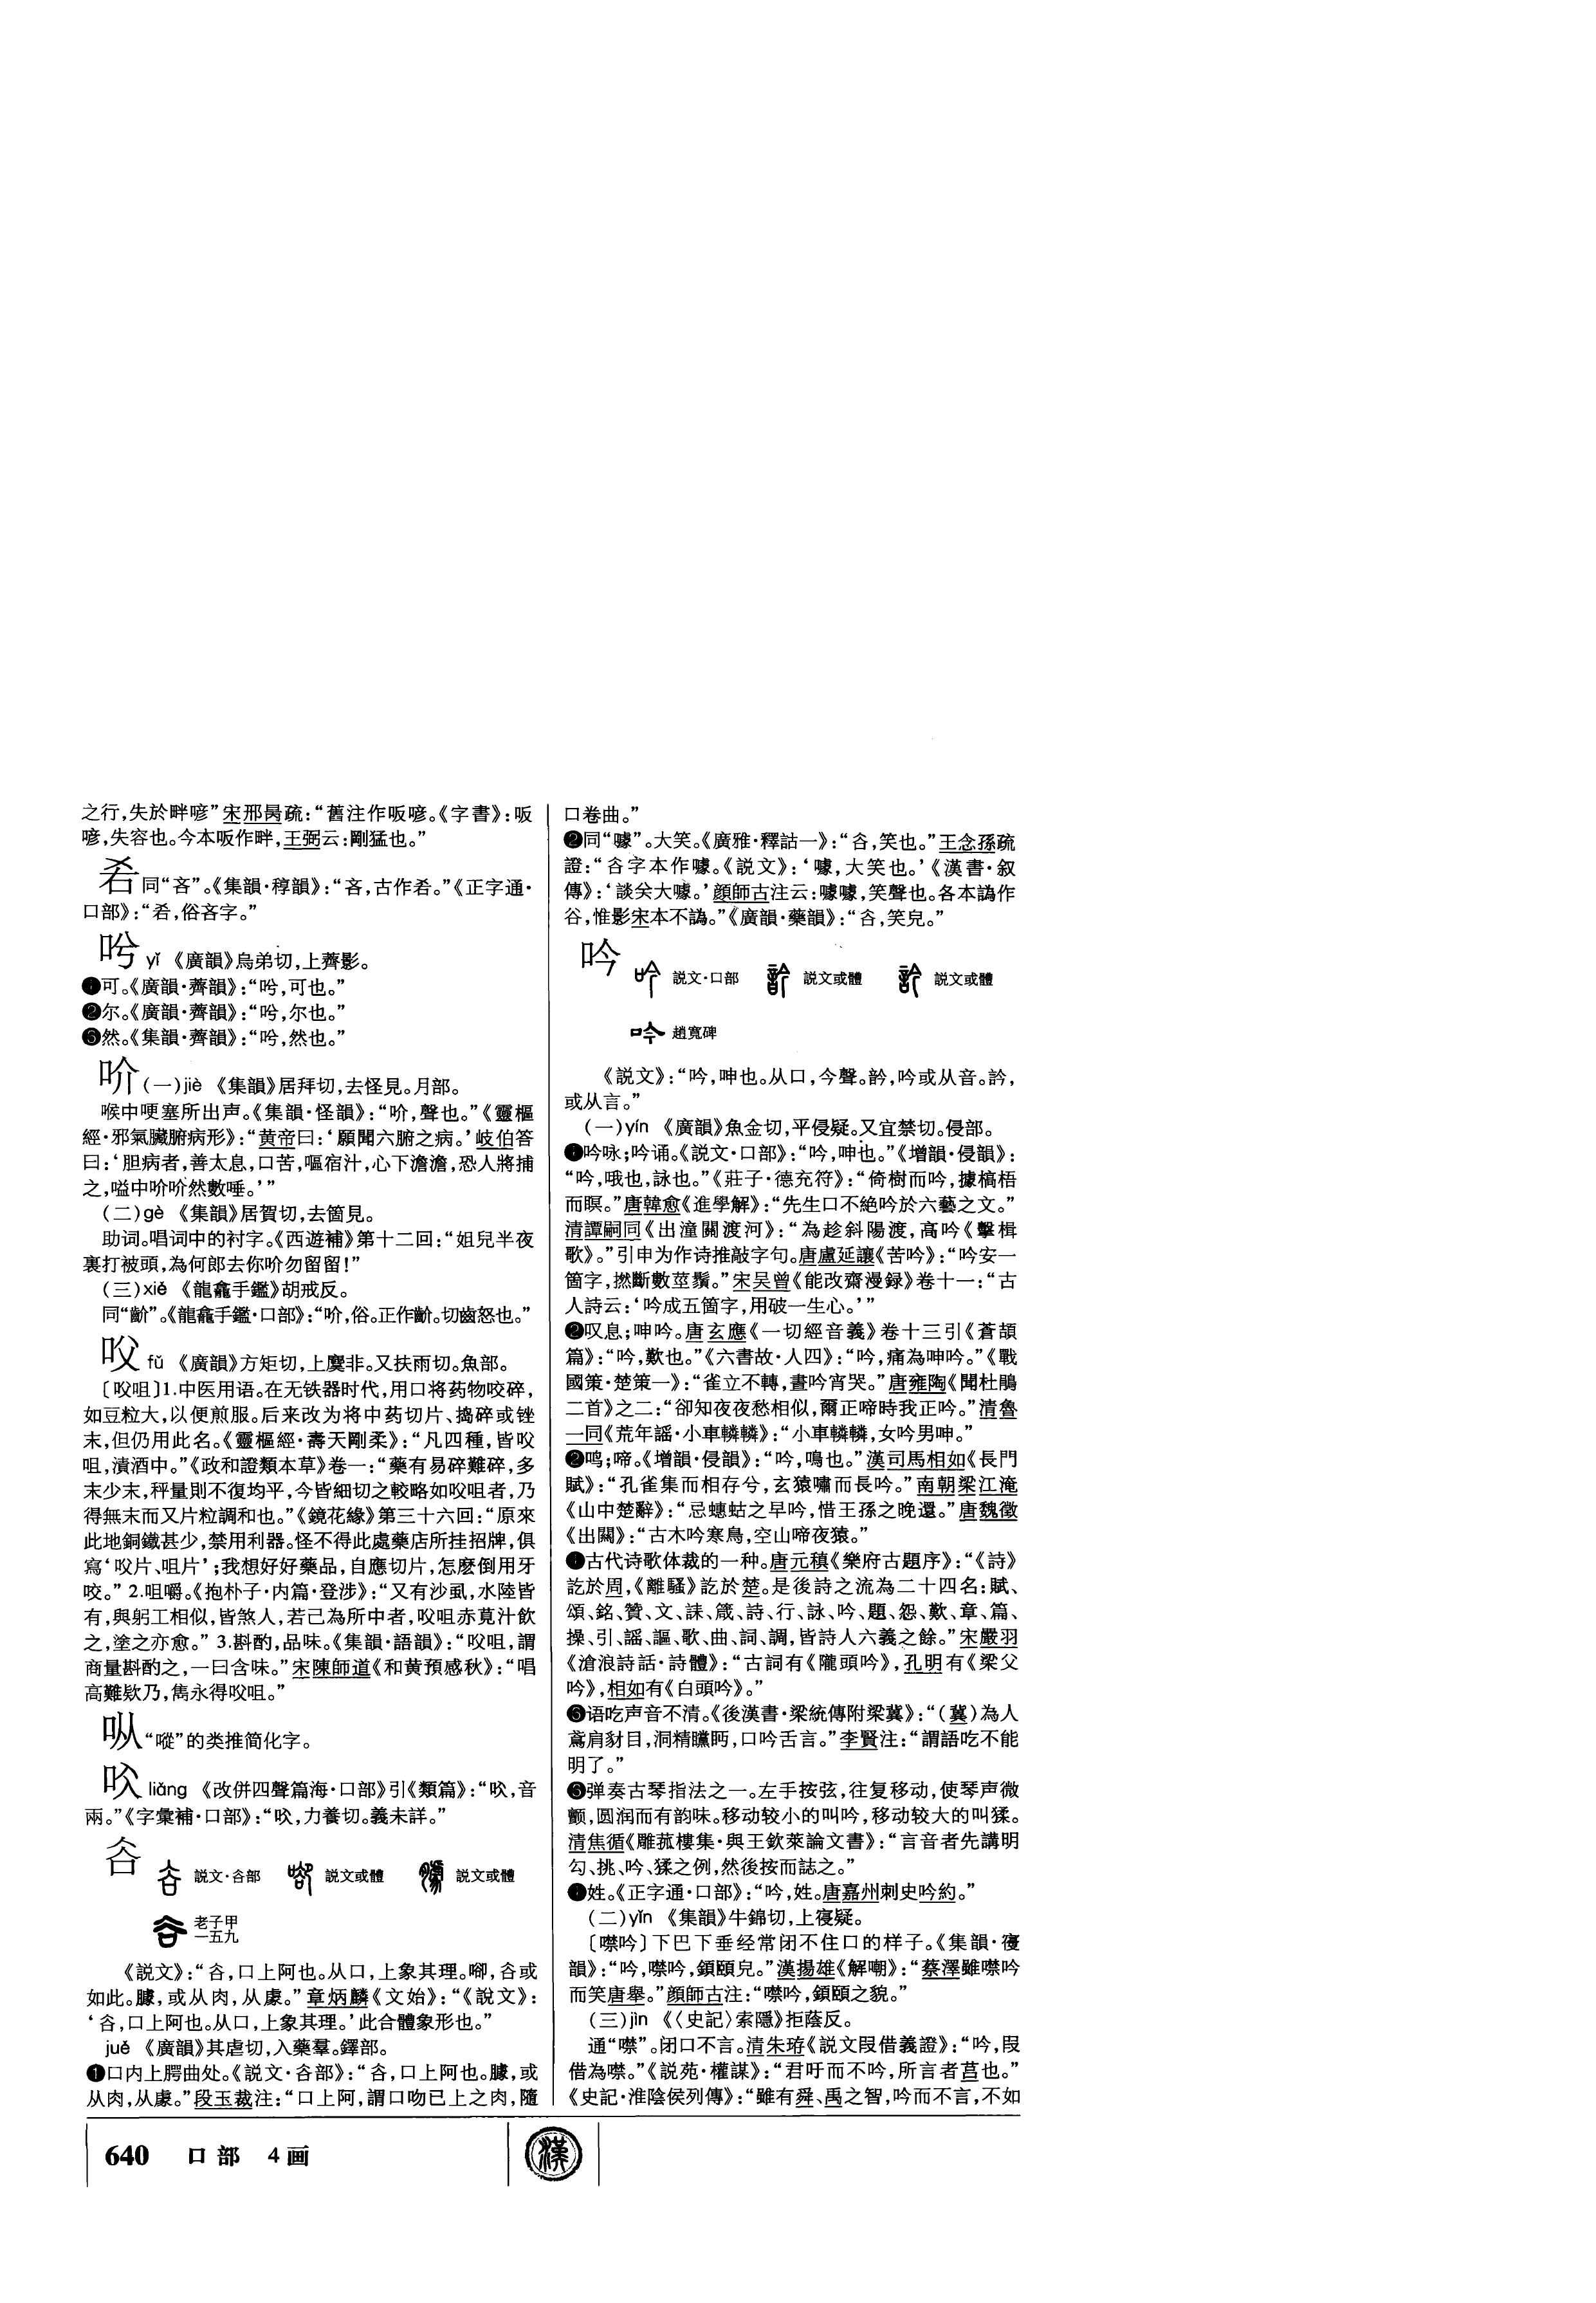 之行，失於畔喭”宋邢昺疏：“舊注作㕫喭。《字書》：㕫
喭，失容也。今本㕫作畔，王弼云：剛猛也。”
㕽同“吝”。《集韻·稕韻》：“吝，古作㕽。”《正字通·
口部》：“㕽，俗吝字。”
吤 yǐ 《廣韻》烏弟切，上薺影。
可。《廣韻·薺韻》：“，可也。”
尔。《廣韻·薺韻》：“，尔也。”
然。《集韻·薺韻》：“，然也。”
吤（一）jiè 《集韻》居拜切，去怪見。月部。
喉中哽塞所出声。《集韻·怪韻》：“吤，聲也。”《靈樞
經·邪氣臟腑病形》：“黄帝曰：‘願聞六腑之病。’岐伯答
曰：‘胆病者，善太息，口苦，嘔宿汁，心下澹澹，恐人將捕
之，嗌中吤吤然數唾。’”
（二）gè 《集韻》居賀切，去箇見。
助词。唱词中的衬字。《西遊補》第十二回：“姐兒半夜
裏打被頭，為何郎去你吤勿留留！”
（三）xiè 《龍龕手鑑》胡戒反。
同“齘”。《龍龕手鑑·口部》：“吤，俗。正作齘。切齒怒也。”
㕮 fǔ 《廣韻》方矩切，上麌非。又扶雨切。魚部。
〔㕮咀〕1.中医用语。在无铁器时代，用口将药物咬碎，
如豆粒大，以便煎服。后来改为将中药切片、捣碎或锉
末，但仍用此名。《靈樞經·壽夭剛柔》：“凡四種，皆㕮
咀，漬酒中。”《政和證類本草》卷一：“藥有易碎難碎，多
末少末，秤量則不復均平，今皆細切之較略如㕮咀者，乃
得無末而又片粒調和也。”《鏡花緣》第三十六回：“原來
此地銅鐵甚少，禁用利器。怪不得此處藥店所挂招牌，俱
寫‘㕮片、咀片’；我想好好藥品，自應切片，怎麽倒用牙
咬。” 2.咀嚼。《抱朴子·内篇·登涉》：“又有沙虱，水陸皆
有，與躬工相似，皆煞人，若己為所中者，㕮咀赤莧汁飲
之，塗之亦愈。” 3.斟酌，品味。《集韻·語韻》：“㕮咀，謂
商量斟酌之，一曰含味。”宋陳師道《和黄預感秋》：“唱
高難欵乃，雋永得㕮咀。”
“嘥”的类推简化字。
liǎng 《改併四聲篇海·口部》引《類篇》：“，音
兩。”《字彙補·口部》：“，力養切。義未詳。”
㕣 説文·谷部 説文或體 説文或體
老子甲
一五九
《説文》：“，口上阿也。从口，上象其理。，或
如此。臄，或从肉，从豦。”章炳麟《文始》：“《說文》：
‘，口上阿也。从口，上象其理。’此合體象形也。”
jué 《廣韻》其虐切，入藥羣。鐸部。
❶口内上腭曲处。《説文·谷部》：“，口上阿也。臄，或
从肉，从豦。”段玉裁注：“口上阿，謂口吻已上之肉，隨
口卷曲。”
❷同“噱”。大笑。《廣雅·釋詁一》：“，笑也。”王念孫疏
證：“字本作噱。《説文》：‘噱，大笑也。’《漢書·叙
傳》：‘談㗛大噱。’顔師古注云：噱噱，笑聲也。各本譌作
谷，惟影宋本不譌。”《廣韻·藥韻》：“，笑皃。”
吟 説文·口部 説文或體 説文或體
趙寬碑
《説文》：“吟，呻也。从口，今聲。䪩，吟或从音。訡，
或从言。”
（一）yín 《廣韻》魚金切，平侵疑。又宜禁切。侵部。
吟咏；吟诵。《説文·口部》：“吟，呻也。”《增韻·侵韻》：
“吟，哦也，詠也。”《莊子·德充符》：“倚樹而吟，據槁梧
而瞑。”唐韓愈《進學解》：“先生口不絶吟於六藝之文。”
清譚嗣同《出潼關渡河》：“為趁斜陽渡，高吟《擊楫
歌》。”引申为作诗推敲字句。唐盧延讓《苦吟》：“吟安一
箇字，撚斷數莖鬚。”宋吴曾《能改齋漫録》卷十一：“古
人詩云：‘吟成五箇字，用破一生心。’”
❷叹息；呻吟。唐玄應《一切經音義》卷十三引《蒼頡
篇》：“吟，歎也。”《六書故·人四》：“吟，痛為呻吟。”《戰
國策·楚策一》：“雀立不轉，晝吟宵哭。”唐雍陶《聞杜鵑
二首》之二：“卻知夜夜愁相似，爾正啼時我正吟。”清魯
一同《荒年謡·小車轔轔》：“小車轔轔，女吟男呻。”
鸣；啼。《增韻·侵韻》：“吟，鳴也。”漢司馬相如《長門
賦》：“孔雀集而相存兮，玄猿嘯而長吟。”南朝梁江淹
《山中楚辭》：“忌蟪蛄之早吟，惜王孫之晚還。”唐魏徵
《出關》：“古木吟寒鳥，空山啼夜猿。”
古代诗歌体裁的一种。唐元稹《樂府古題序》：“《詩》
訖於周，《離騷》訖於楚。是後詩之流為二十四名：賦、
頌、銘、贊、文、誄、箴、詩、行、詠、吟、題、怨、歎、章、篇、
操、引、謡、謳、歌、曲、詞、調，皆詩人六義之餘。”宋嚴羽
《滄浪詩話·詩體》：“古詞有《隴頭吟》，孔明有《梁父
吟》，相如有《白頭吟》。”
语吃声音不清。《後漢書·梁統傳附梁冀》：“（冀）為人
鳶肩豺目，洞精矘眄，口吟舌言。”李賢注：“謂語吃不能
明了。”
弹奏古琴指法之一。左手按弦，往复移动，使琴声微
颤，圆润而有韵味。移动较小的叫吟，移动较大的叫猱。
清焦循《雕菰樓集·與王欽萊論文書》：“言音者先講明
勾、挑、吟、猱之例，然後按而誌之。”
姓。《正字通·口部》：“吟，姓。唐嘉州刺史吟約。”
（二）yǐn 《集韻》牛錦切，上寑疑。
〔噤吟〕下巴下垂经常闭不住口的样子。《集韻·寑
韻》：“吟，噤吟，顉頤皃。”漢揚雄《解嘲》：“蔡澤雖噤吟
而笑唐舉。”顔師古注：“噤吟，顉頤之貌。”
（三）jìn 《〈史記〉索隱》拒蔭反。
通“噤”。闭口不言。清朱珔《説文叚借義證》：“吟，叚
借為噤。”《說苑·權謀》：“君吁而不吟，所言者莒也。”
《史記·淮陰侯列傳》：“雖有舜、禹之智，吟而不言，不如
640 口部 4画
漢